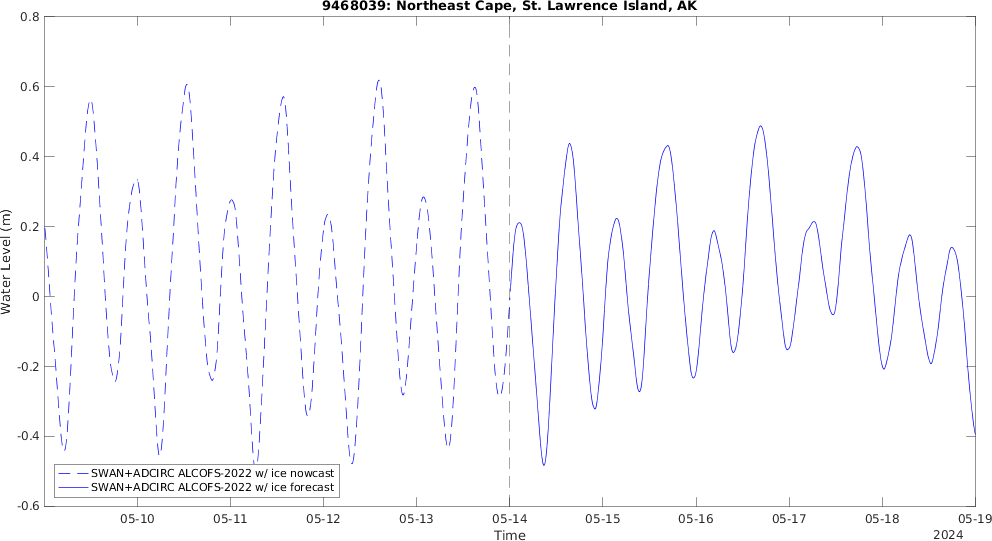 9468039: Northeast Cape, St. Lawrence Island, AK
0.8
0.6
0.4
0.2
0
-0.2
-0.4
-0.6
Water Level (m)
SWAN+ADCIRC ALCOFS-2022 w/ ice nowcast
SWAN+ADCIRC ALCOFS-2022 w/ ice forecast
05-10 05-11 05-12 05-13 05-14 05-15 05-16 05-17 05-18 05-19
Time
2024